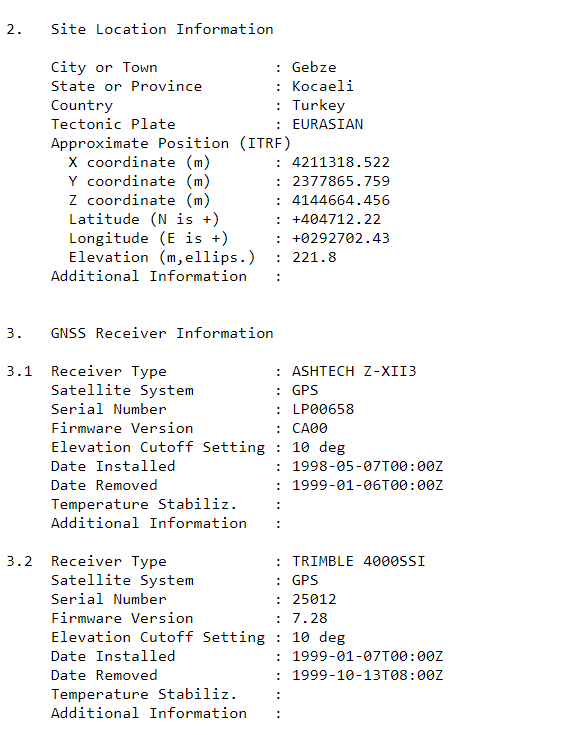 2.   Site Location Information
     City or Town             : Gebze
     State or Province        : Kocaeli
     Country                  : Turkey
     Tectonic Plate           : EURASIAN
     Approximate Position (ITRF)
       X coordinate (m)       : 4211318.522
       Y coordinate (m)       : 2377865.759
       Z coordinate (m)       : 4144664.456
       Latitude (N is +)      : +404712.22
       Longitude (E is +)     : +0292702.43
       Elevation (m,ellips.)  : 221.8
     Additional Information   :
3.   GNSS Receiver Information
3.1  Receiver Type            : ASHTECH Z-XII3
     Satellite System         : GPS
     Serial Number            : LP00658
     Firmware Version         : CA00
     Elevation Cutoff Setting : 10 deg
     Date Installed           : 1998-05-07T00:00Z
     Date Removed             : 1999-01-06T00:00Z
     Temperature Stabiliz.    :
     Additional Information   :
3.2  Receiver Type            : TRIMBLE 4000SSI
     Satellite System         : GPS
     Serial Number            : 25012
     Firmware Version         : 7.28
     Elevation Cutoff Setting : 10 deg
     Date Installed           : 1999-01-07T00:00Z
     Date Removed             : 1999-10-13T08:00Z
     Temperature Stabiliz.    :
     Additional Information   :